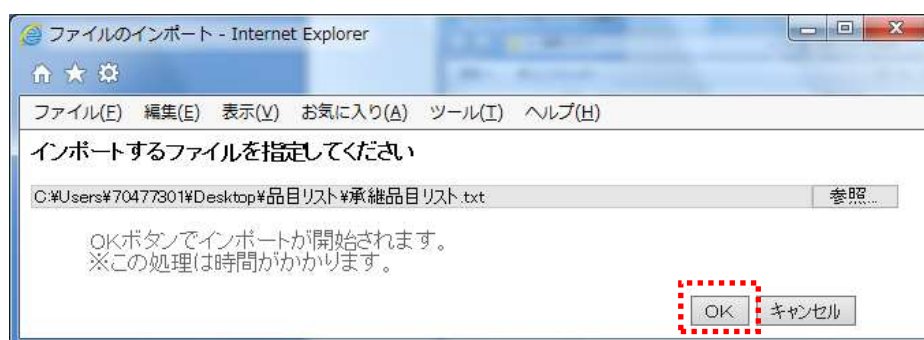 ファイルのインポート - Internet Explorer
ファイル(F) 編集(E) 表示(V) お気に入り(A) ツール(T) ヘルプ(H)
インポートするファイルを指定してください
C:¥Users¥70477301¥Desktop¥品目リスト¥承継品目リスト.txt 参照...
OKボタンでインポートが開始されます。
※この処理は時間がかかります。
OK キャンセル